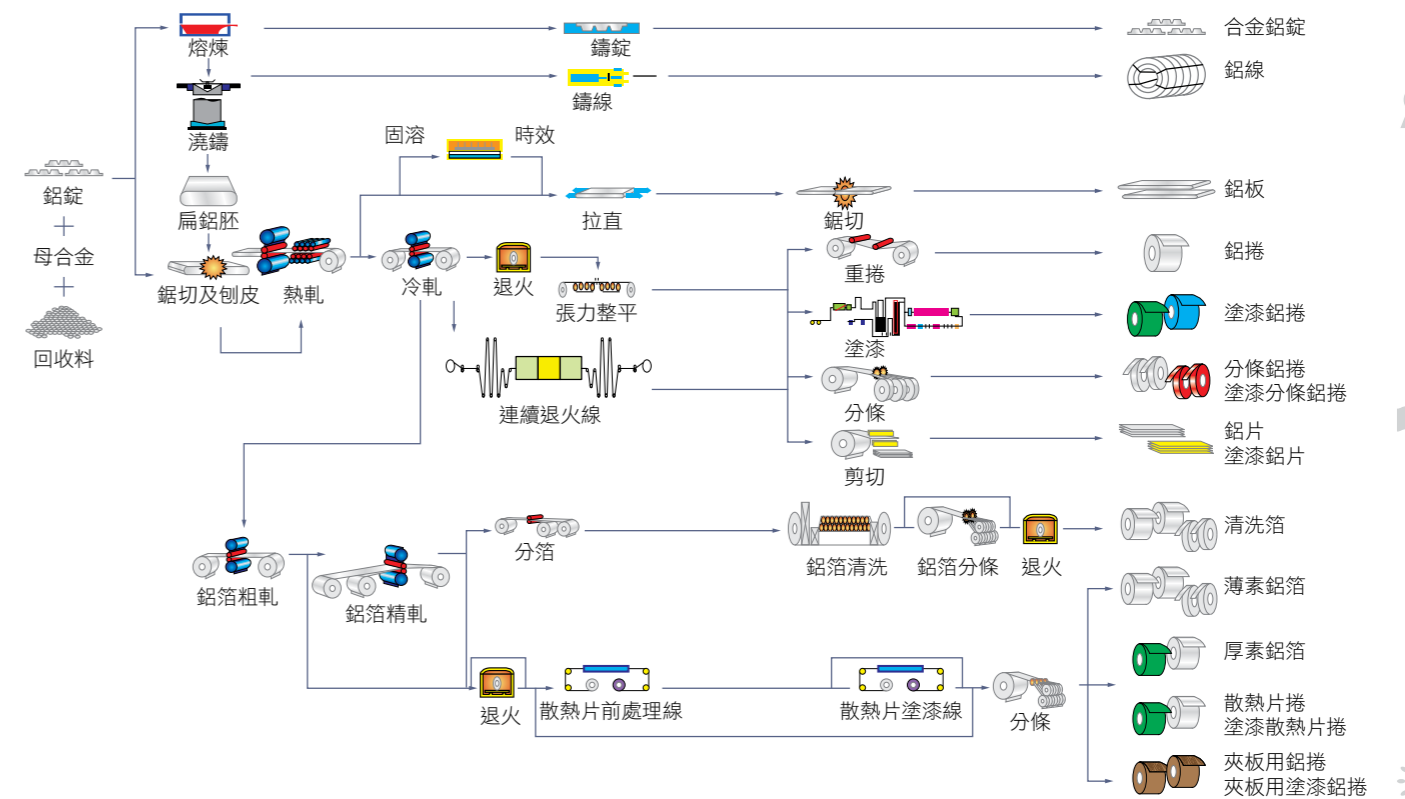 熔煉
鑄錠
合金鋁錠
鋁線
鑄線
澆鑄
固溶
時效
鋁錠
＋
母合金
＋
回收料
扁鋁胚
拉直
鋸切
鋁板
鋸切及刨皮
熱軋
冷軋
退火
張力整平
重捲
鋁捲
塗漆
塗漆鋁捲
連續退火線
分條
分條鋁捲
塗漆分條鋁捲
剪切
鋁片
塗漆鋁片
鋁箔粗軋
鋁箔精軋
分箔
鋁箔清洗
鋁箔分條
退火
清洗箔
薄素鋁箔
厚素鋁箔
退火
散熱片前處理線
散熱片塗漆線
分條
散熱片捲
塗漆散熱片捲
夾板用鋁捲
夾板用塗漆鋁捲